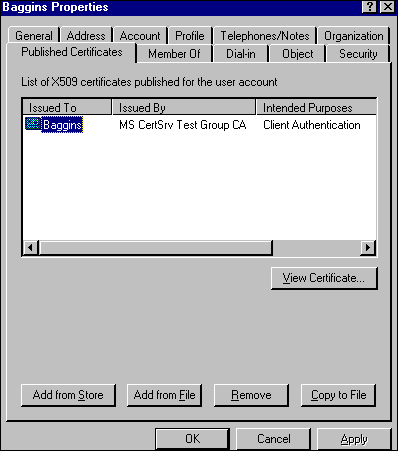 Baggins Properties
General Address Account Profile Telephones/Notes Organization
Published Certificates Member Of Dial-in Object Security
List of X509 certificates published for the user account
Issued To Issued By Intended Purposes
Baggins MS CertSrv Test Group CA Client Authentication
View Certificate...
Add from Store Add from File Remove Copy to File
OK Cancel Apply